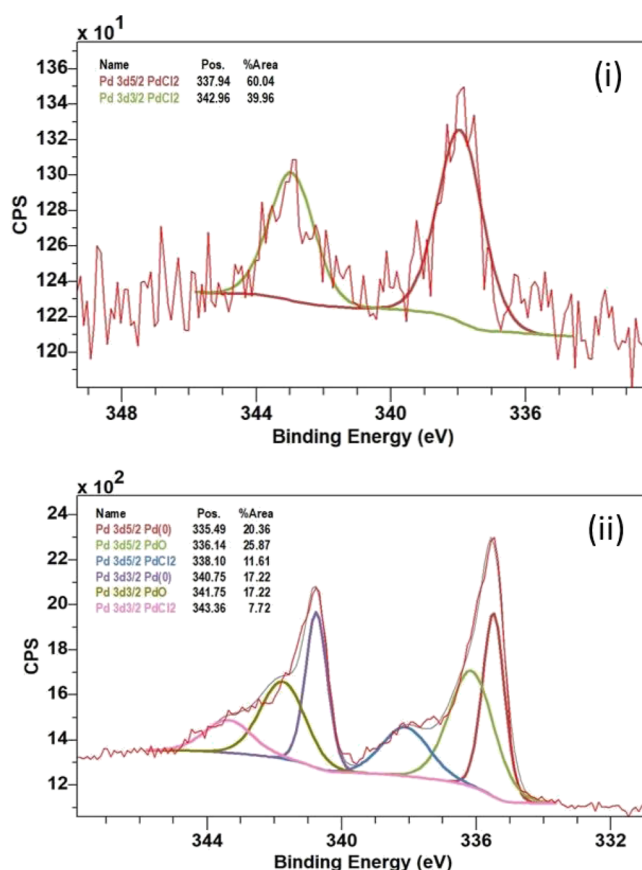 x 10^1
(i)
Name Pos. %Area
Pd 3d5/2 PdCl2 337.94 60.04
Pd 3d3/2 PdCl2 342.96 39.96
136
134
132
130
128
126
124
122
120
CPS
348 344 340 336
Binding Energy (eV)
x 10^2
(ii)
Name Pos. %Area
Pd 3d5/2 Pd(0) 335.49 20.36
Pd 3d5/2 PdO 336.14 25.87
Pd 3d5/2 PdCl2 338.10 11.61
Pd 3d3/2 Pd(0) 340.75 17.22
Pd 3d3/2 PdO 341.75 17.22
Pd 3d3/2 PdCl2 343.36 7.72
24
22
20
18
16
14
12
CPS
344 340 336 332
Binding Energy (eV)